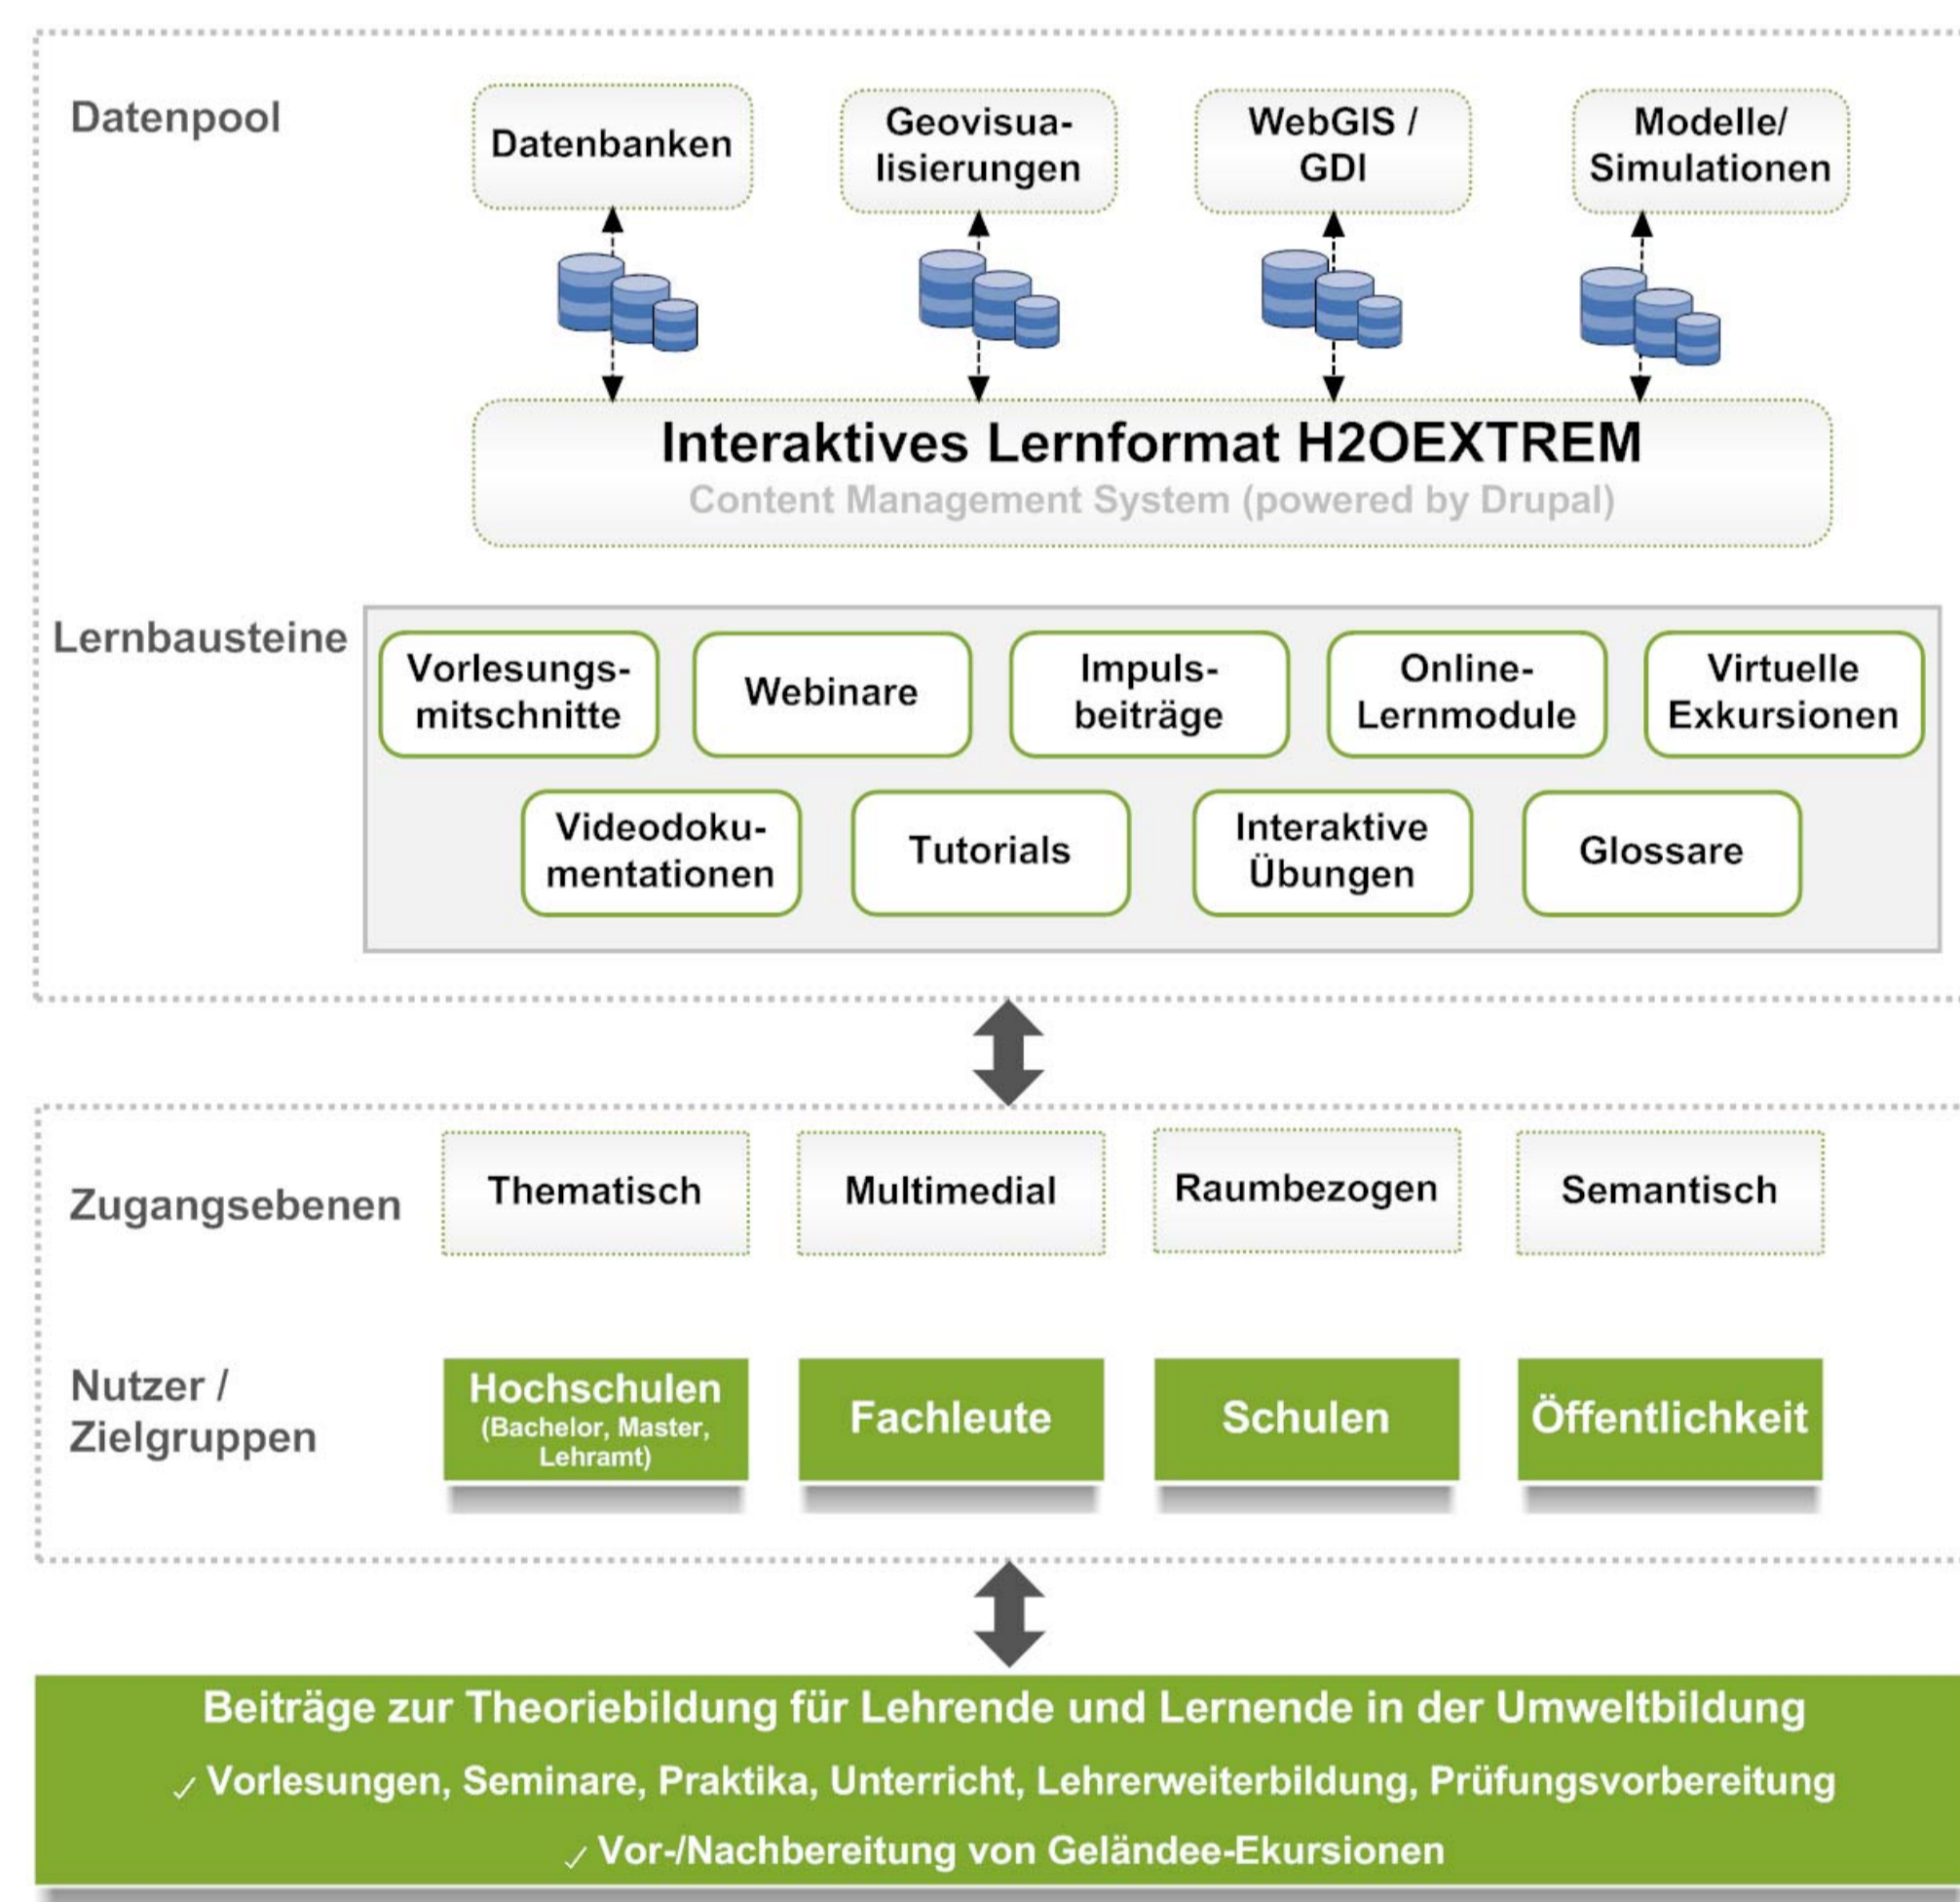 Datenpool
Datenbanken
Geovisua-
lisierungen
WebGIS /
GDI
Modelle/
Simulationen
Interaktives Lernformat H2OEXTREM
Content Management System (powered by Drupal)
Lernbausteine
Vorlesungs-
mitschnitte
Webinare
Impuls-
beiträge
Online-
Lernmodule
Virtuelle
Exkursionen
Videodoku-
mentationen
Tutorials
Interaktive
Übungen
Glossare
Zugangsebenen
Thematisch
Multimedial
Raumbezogen
Semantisch
Nutzer /
Zielgruppen
Hochschulen
(Bachelor, Master,
Lehramt)
Fachleute
Schulen
Öffentlichkeit
Beiträge zur Theoriebildung für Lehrende und Lernende in der Umweltbildung
✓ Vorlesungen, Seminare, Praktika, Unterricht, Lehrerweiterbildung, Prüfungsvorbereitung
✓ Vor-/Nachbereitung von Geländee-Ekursionen